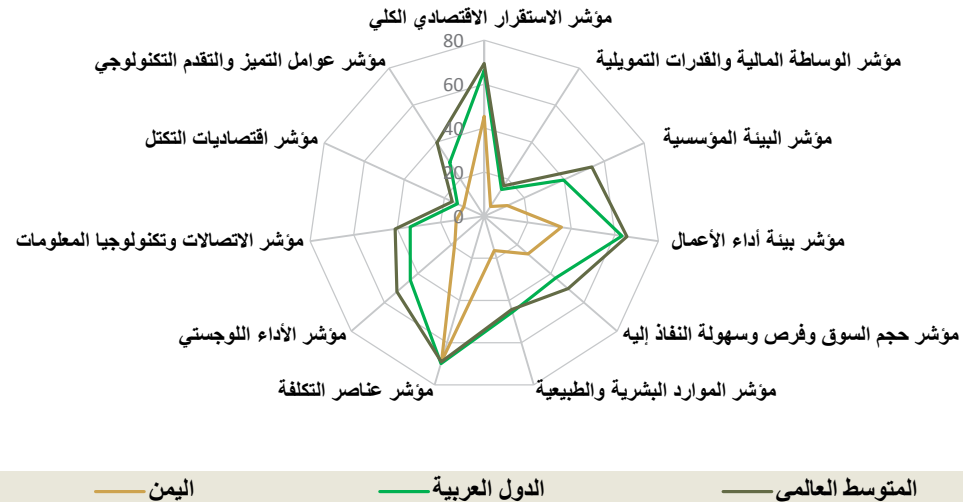 مؤشر الاستقرار الاقتصادي الكلي
مؤشر الوساطة المالية والقدرات التمويلية
مؤشر البيئة المؤسسية
مؤشر بيئة أداء الأعمال
مؤشر حجم السوق وفرص وسهولة النفاذ إليه
مؤشر الموارد البشرية والطبيعية
مؤشر عناصر التكلفة
مؤشر الأداء اللوجستي
مؤشر الاتصالات وتكنولوجيا المعلومات
مؤشر اقتصاديات التكتل
مؤشر عوامل التميز والتقدم التكنولوجي
80
60
40
20
0
المتوسط العالمي
الدول العربية
اليمن